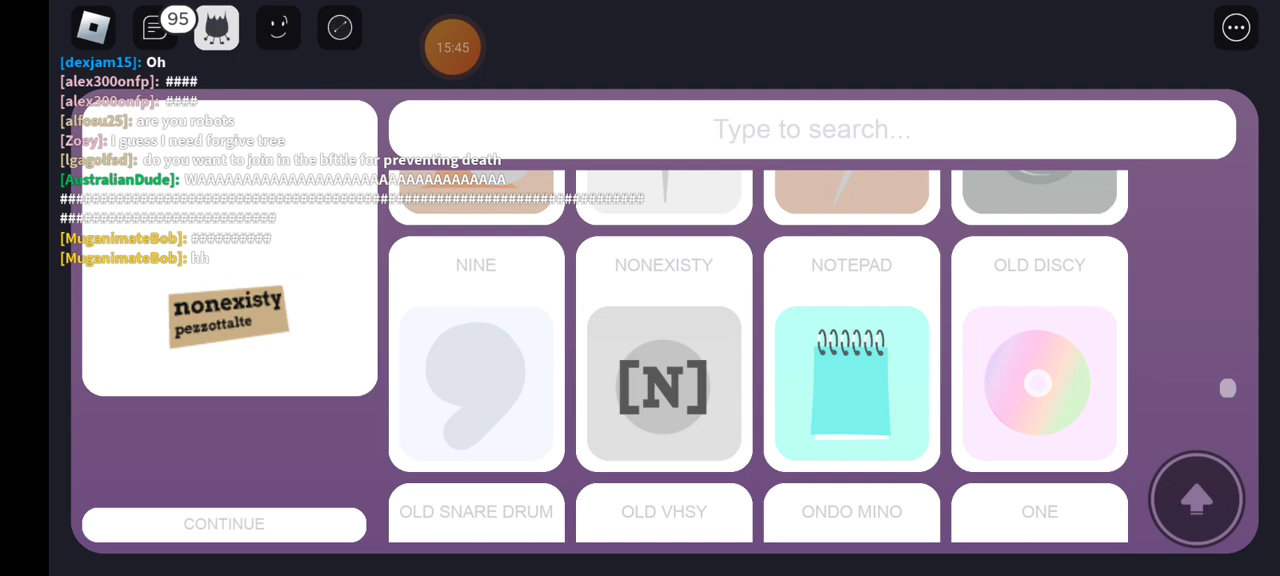 95
15:45
[dexjam15]: Oh
[alex300onfp]: ####
[alex300onfp]: ####
[alfosu25]: are you robots
[Zoey]: I guess I need forgive tree
[lgagolfsd]: do you want to join in the bfttle for preventing death
[AustralianDude]: WAAAAAAAAAAAAAAAAAAAAAAAAAAAAAAAAAA
[MuganimateBob]: ##########
[MuganimateBob]: hh
Type to search...
nonexisty
pezzottalte
CONTINUE
NINE
NONEXISTY
NOTEPAD
OLD DISCY
[N]
OLD SNARE DRUM
OLD VHSY
ONDO MINO
ONE